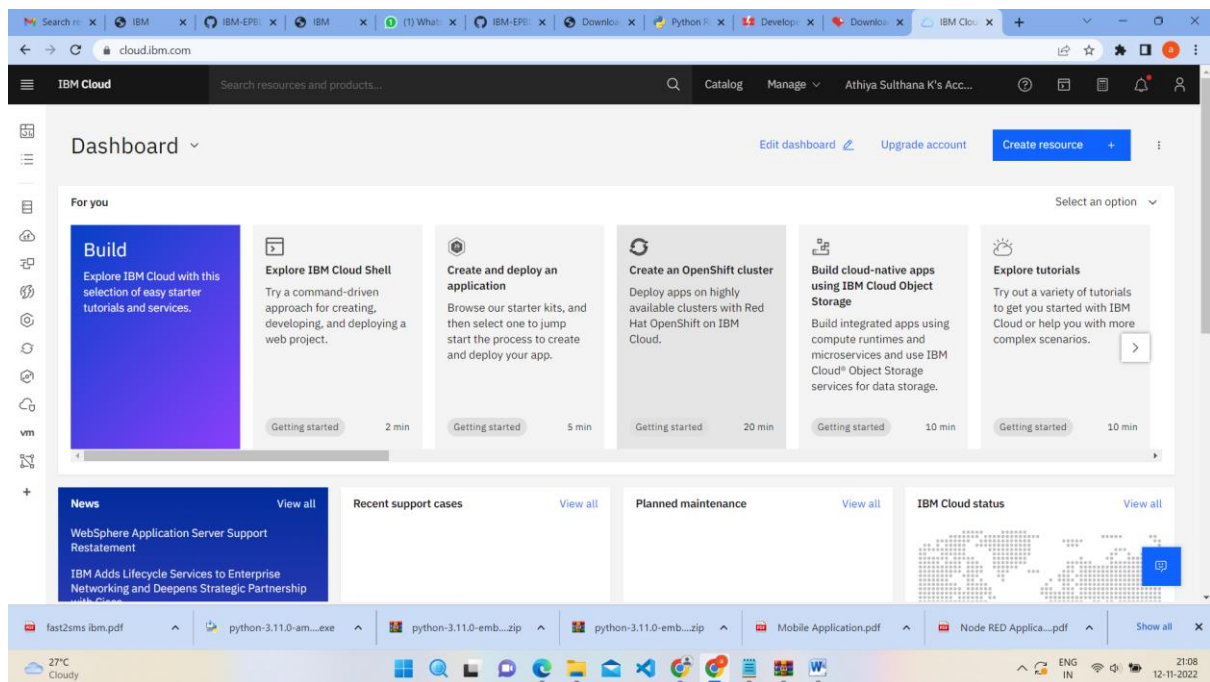 Search re
IBM
IBM-EPBL
IBM
(1) What
IBM-EPBL
Downloa
Python R
Develop
Downloa
IBM Clou
cloud.ibm.com
IBM Cloud
Search resources and products...
Catalog
Manage
Athiya Sulthana K's Acc...
Dashboard
Edit dashboard
Upgrade account
Create resource +
For you
Select an option
Build
Explore IBM Cloud with this
selection of easy starter
tutorials and services.
Explore IBM Cloud Shell
Try a command-driven
approach for creating,
developing, and deploying a
web project.
Getting started
2 min
Create and deploy an
application
Browse our starter kits, and
then select one to jump
start the process to create
and deploy your app.
Getting started
5 min
Create an OpenShift cluster
Deploy apps on highly
available clusters with Red
Hat OpenShift on IBM
Cloud.
Getting started
20 min
Build cloud-native apps
using IBM Cloud Object
Storage
Build integrated apps using
compute runtimes and
microservices and use IBM
Cloud® Object Storage
services for data storage.
Getting started
10 min
Explore tutorials
Try out a variety of tutorials
to get you started with IBM
Cloud or help you with more
complex scenarios.
Getting started
10 min
vm
News
View all
WebSphere Application Server Support
Restatement
IBM Adds Lifecycle Services to Enterprise
Networking and Deepens Strategic Partnership
with Cisco
Recent support cases
View all
Planned maintenance
View all
IBM Cloud status
View all
fast2sms ibm.pdf
python-3.11.0-am....exe
python-3.11.0-emb....zip
python-3.11.0-emb....zip
Mobile Application.pdf
Node RED Applica....pdf
Show all
27°C
Cloudy
ENG
IN
21:08
12-11-2022